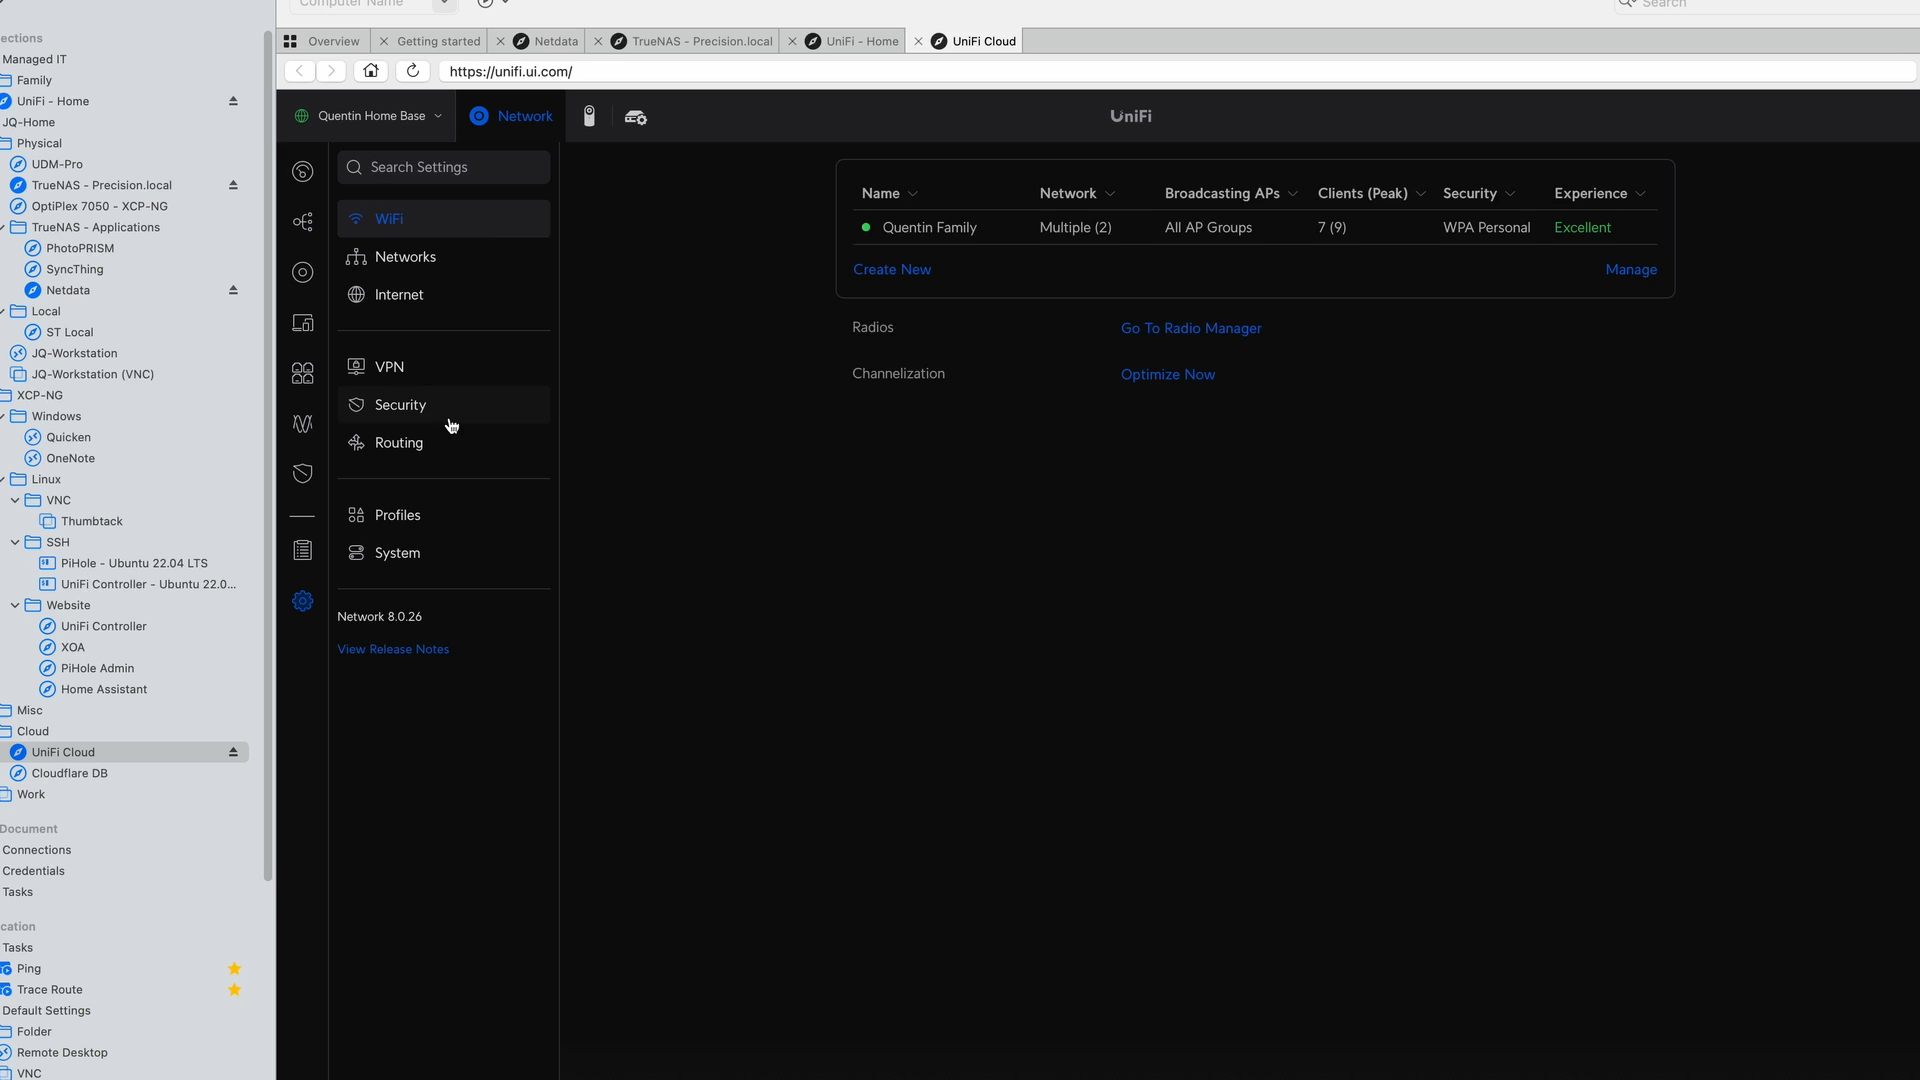 Computer Name
Search
ections
Managed IT
Family
UniFi - Home
JQ-Home
Physical
UDM-Pro
TrueNAS - Precision.local
OptiPlex 7050 - XCP-NG
TrueNAS - Applications
PhotoPRISM
SyncThing
Netdata
Local
ST Local
JQ-Workstation
JQ-Workstation (VNC)
XCP-NG
Windows
Quicken
OneNote
Linux
VNC
Thumbtack
SSH
PiHole - Ubuntu 22.04 LTS
UniFi Controller - Ubuntu 22.0...
Website
UniFi Controller
XOA
PiHole Admin
Home Assistant
Misc
Cloud
UniFi Cloud
Cloudflare DB
Work
Document
Connections
Credentials
Tasks
cation
Tasks
Ping
Trace Route
Default Settings
Folder
Remote Desktop
VNC
Overview Getting started Netdata TrueNAS - Precision.local UniFi - Home UniFi Cloud
https://unifi.ui.com/
Quentin Home Base Network UniFi
Search Settings
WiFi
Networks
Internet
VPN
Security
Routing
Profiles
System
Network 8.0.26
View Release Notes
Name Network Broadcasting APs Clients (Peak) Security Experience
Quentin Family Multiple (2) All AP Groups 7 (9) WPA Personal Excellent
Create New Manage
Radios Go To Radio Manager
Channelization Optimize Now